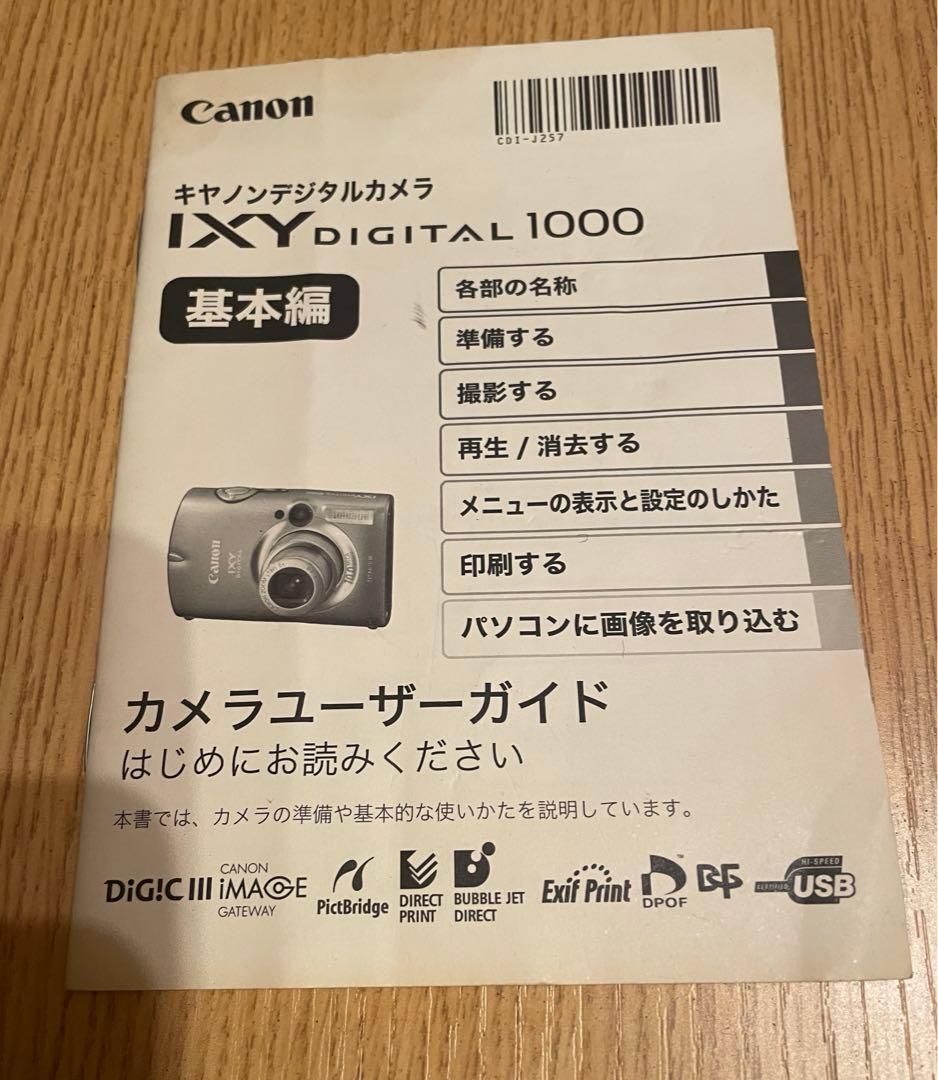 Canon
CDI-J257
キヤノンデジタルカメラ
IXY DIGITAL 1000
基本編
各部の名称
準備する
撮影する
再生 / 消去する
メニューの表示と設定のしかた
印刷する
パソコンに画像を取り込む
Canon
IXY
DIGITAL
カメラユーザーガイド
はじめにお読みください
本書では、カメラの準備や基本的な使いかたを説明しています。
DiG!C III
CANON
iMAGE
GATEWAY
PictBridge
DIRECT
PRINT
BUBBLE JET
DIRECT
Exif Print
DPOF
™
HI-SPEED
CERTIFIED
USB